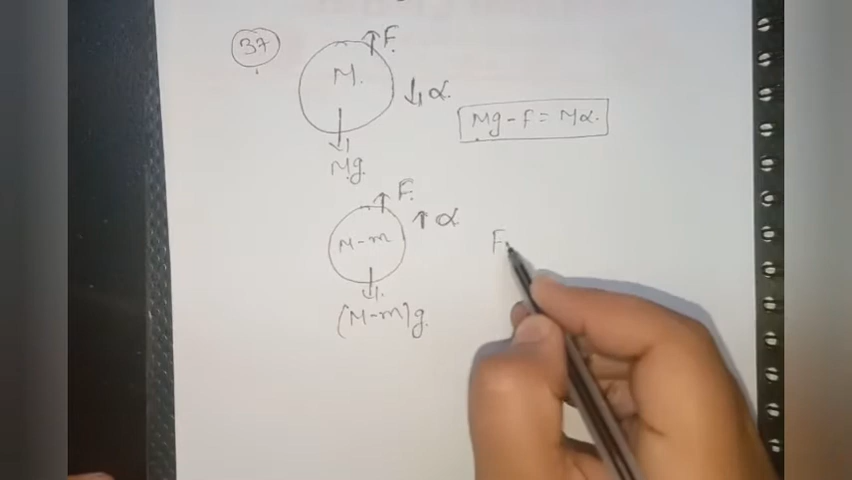 37
F.
M.
↓ α.
Mg - F = Mα.
Mg.
F.
↑ α
M-m
F
(M-m)g.